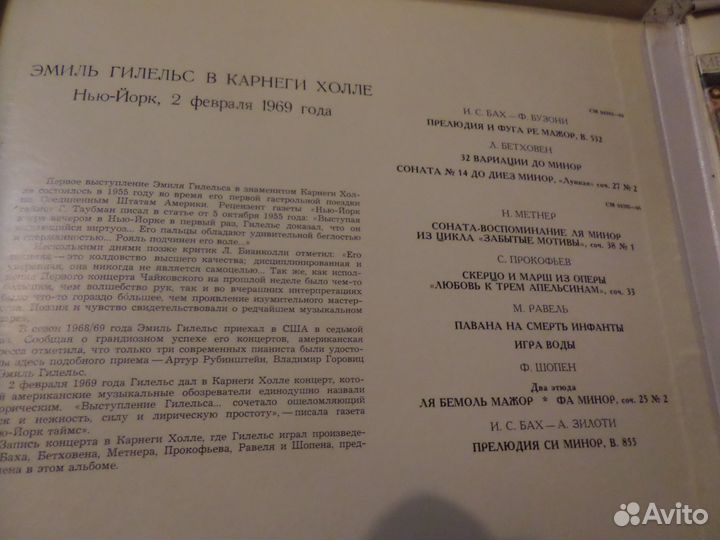 ЭМИЛЬ ГИЛЕЛЬС В КАРНЕГИ ХОЛЛЕ
Нью-Йорк, 2 февраля 1969 года
Первое выступление Эмиля Гилельса в знаменитом Карнеги Хол-
состоялось в 1955 году во время его первой гастрольной поездки
Соединенным Штатам Америки. Рецензент газеты «Нью-Йорк
Г. Таубман писал в статье от 5 октября 1955 года: «Выступая
вечером в Нью-Йорке в первый раз, Гилельс доказал, что он
виртуоз... Его пальцы обладают удивительной беглостью
Рояль подчинен его воле...»
Несколькими днями позже критик Л. Бианколли отметил: «Его
— это колдовство высшего качества; дисциплинированная и
она никогда не является самоцелью... Так же, как испол-
Первого концерта Чайковского на прошлой неделе было чем-то
чем волшебство рук, так и во вчерашних интерпретациях
было что-то гораздо бо́льшее, чем проявление изумительного мастер-
Поэзия и чувство свидетельствовали о редчайшем музыкальном
В сезон 1968/69 года Эмиль Гилельс приехал в США в седьмой
Сообщая о грандиозном успехе его концертов, американская
отметила, что только три современных пианиста были удосто-
здесь подобного приема — Артур Рубинштейн, Владимир Горовиц
Эмиль Гилельс.
2 февраля 1969 года Гилельс дал в Карнеги Холле концерт, кото-
американские музыкальные обозреватели единодушно назвали
торическим. «Выступление Гилельса... сочетало ошеломляющий
и нежность, силу и лирическую простоту», — писала газета
ю-Йорк таймс».
Запись концерта в Карнеги Холле, где Гилельс играл произведе-
Баха, Бетховена, Метнера, Прокофьева, Равеля и Шопена, пред-
ена в этом альбоме.
И. С. БАХ — Ф. БУЗОНИ
ПРЕЛЮДИЯ И ФУГА РЕ МАЖОР, В. 532
Л. БЕТХОВЕН
32 ВАРИАЦИИ ДО МИНОР
СОНАТА № 14 ДО ДИЕЗ МИНОР, «Лунная» соч. 27 № 2
Н. МЕТНЕР
СОНАТА-ВОСПОМИНАНИЕ ЛЯ МИНОР
ИЗ ЦИКЛА «ЗАБЫТЫЕ МОТИВЫ», соч. 38 № 1
С. ПРОКОФЬЕВ
СКЕРЦО И МАРШ ИЗ ОПЕРЫ
«ЛЮБОВЬ К ТРЕМ АПЕЛЬСИНАМ», соч. 33
М. РАВЕЛЬ
ПАВАНА НА СМЕРТЬ ИНФАНТЫ
ИГРА ВОДЫ
Ф. ШОПЕН
Два этюда
ЛЯ БЕМОЛЬ МАЖОР * ФА МИНОР, соч. 25 № 2
И. С. БАХ — А. ЗИЛОТИ
ПРЕЛЮДИЯ СИ МИНОР, В. 855
Avito